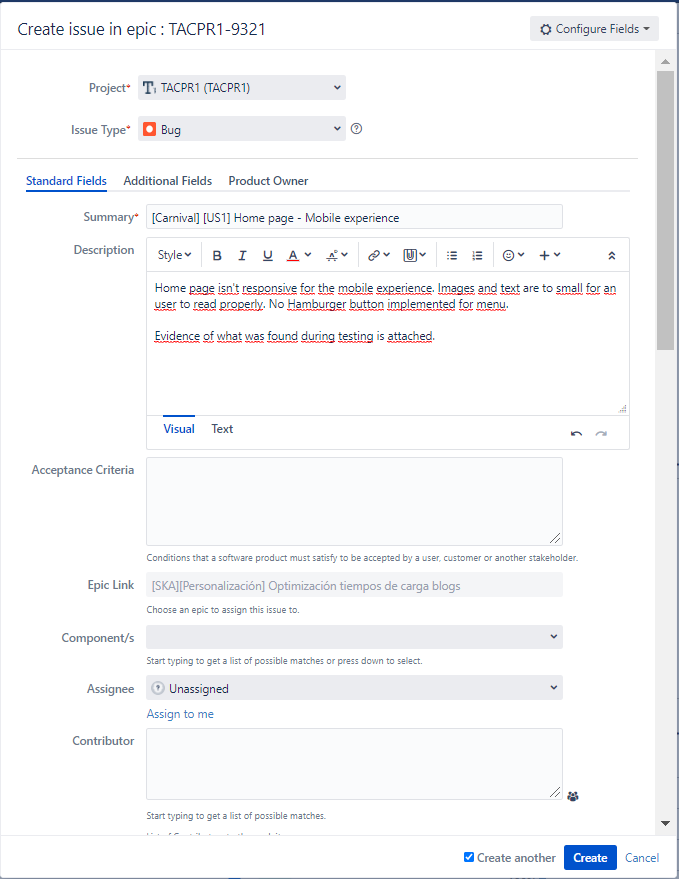 Create issue in epic : TACPR1-9321
Configure Fields
Project*
TACPR1 (TACPR1)
Issue Type*
Bug
Standard Fields
Additional Fields
Product Owner
Summary*
[Carnival] [US1] Home page - Mobile experience
Description
Style
B I U A
Home page isn't responsive for the mobile experience. Images and text are to small for an
user to read properly. No Hamburger button implemented for menu.
Evidence of what was found during testing is attached.
Visual
Text
Acceptance Criteria
Conditions that a software product must satisfy to be accepted by a user, customer or another stakeholder.
Epic Link
[SKA][Personalización] Optimización tiempos de carga blogs
Choose an epic to assign this issue to.
Component/s
Start typing to get a list of possible matches or press down to select.
Assignee
Unassigned
Assign to me
Contributor
Start typing to get a list of possible matches.
Create another
Create
Cancel